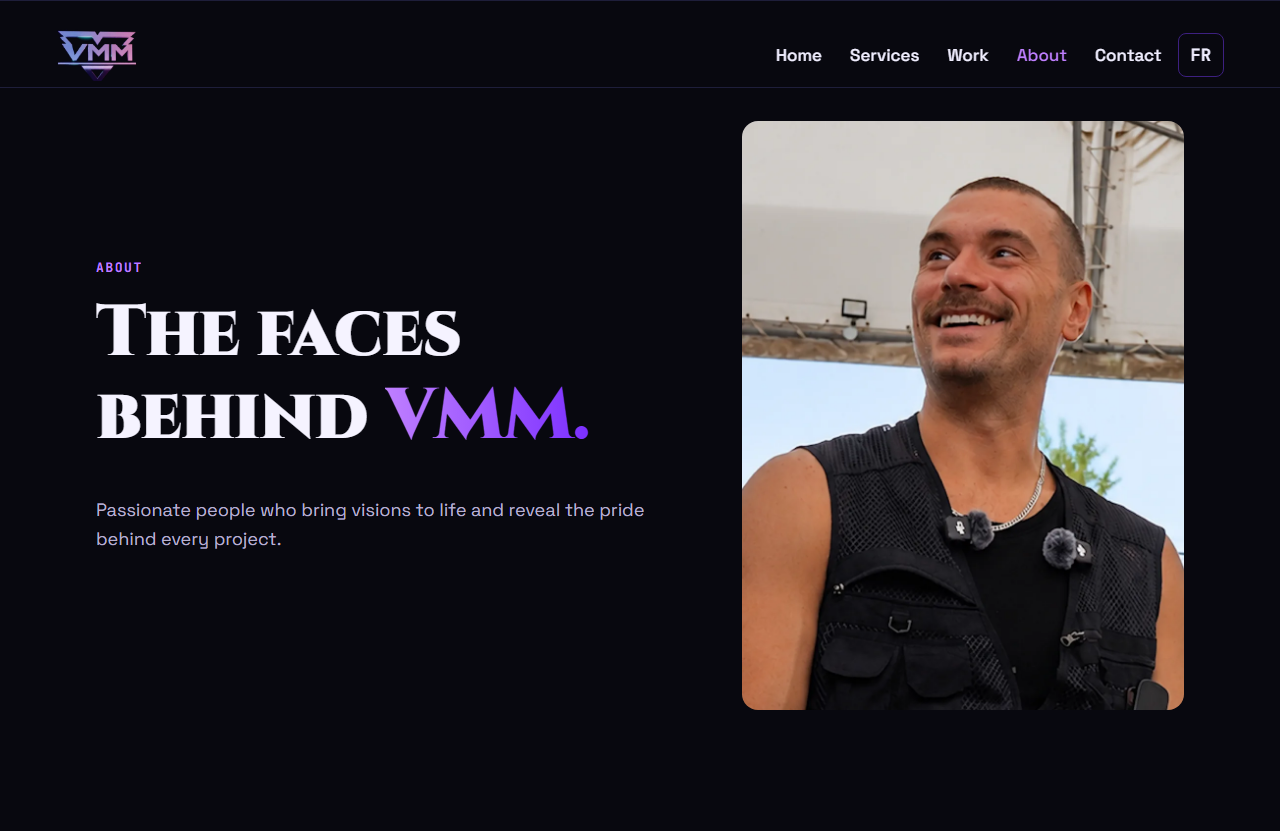 VMM
Home Services Work About Contact FR
ABOUT
THE FACES
BEHIND VMM.
Passionate people who bring visions to life and reveal the pride
behind every project.